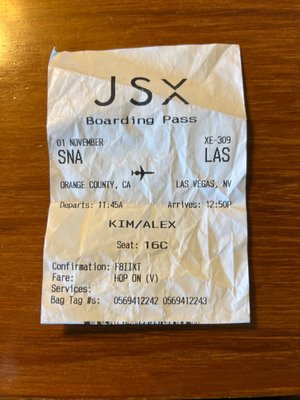 JSX
Boarding Pass
01 NOVEMBER XE-309
SNA LAS
ORANGE COUNTY, CA LAS VEGAS, NV
Departs: 11:45A Arrives: 12:50P
KIM/ALEX
Seat: 16C
Confirmation: FBIIKT
Fare: HOP ON (V)
Services:
Bag Tag #s: 0569412242 0569412243